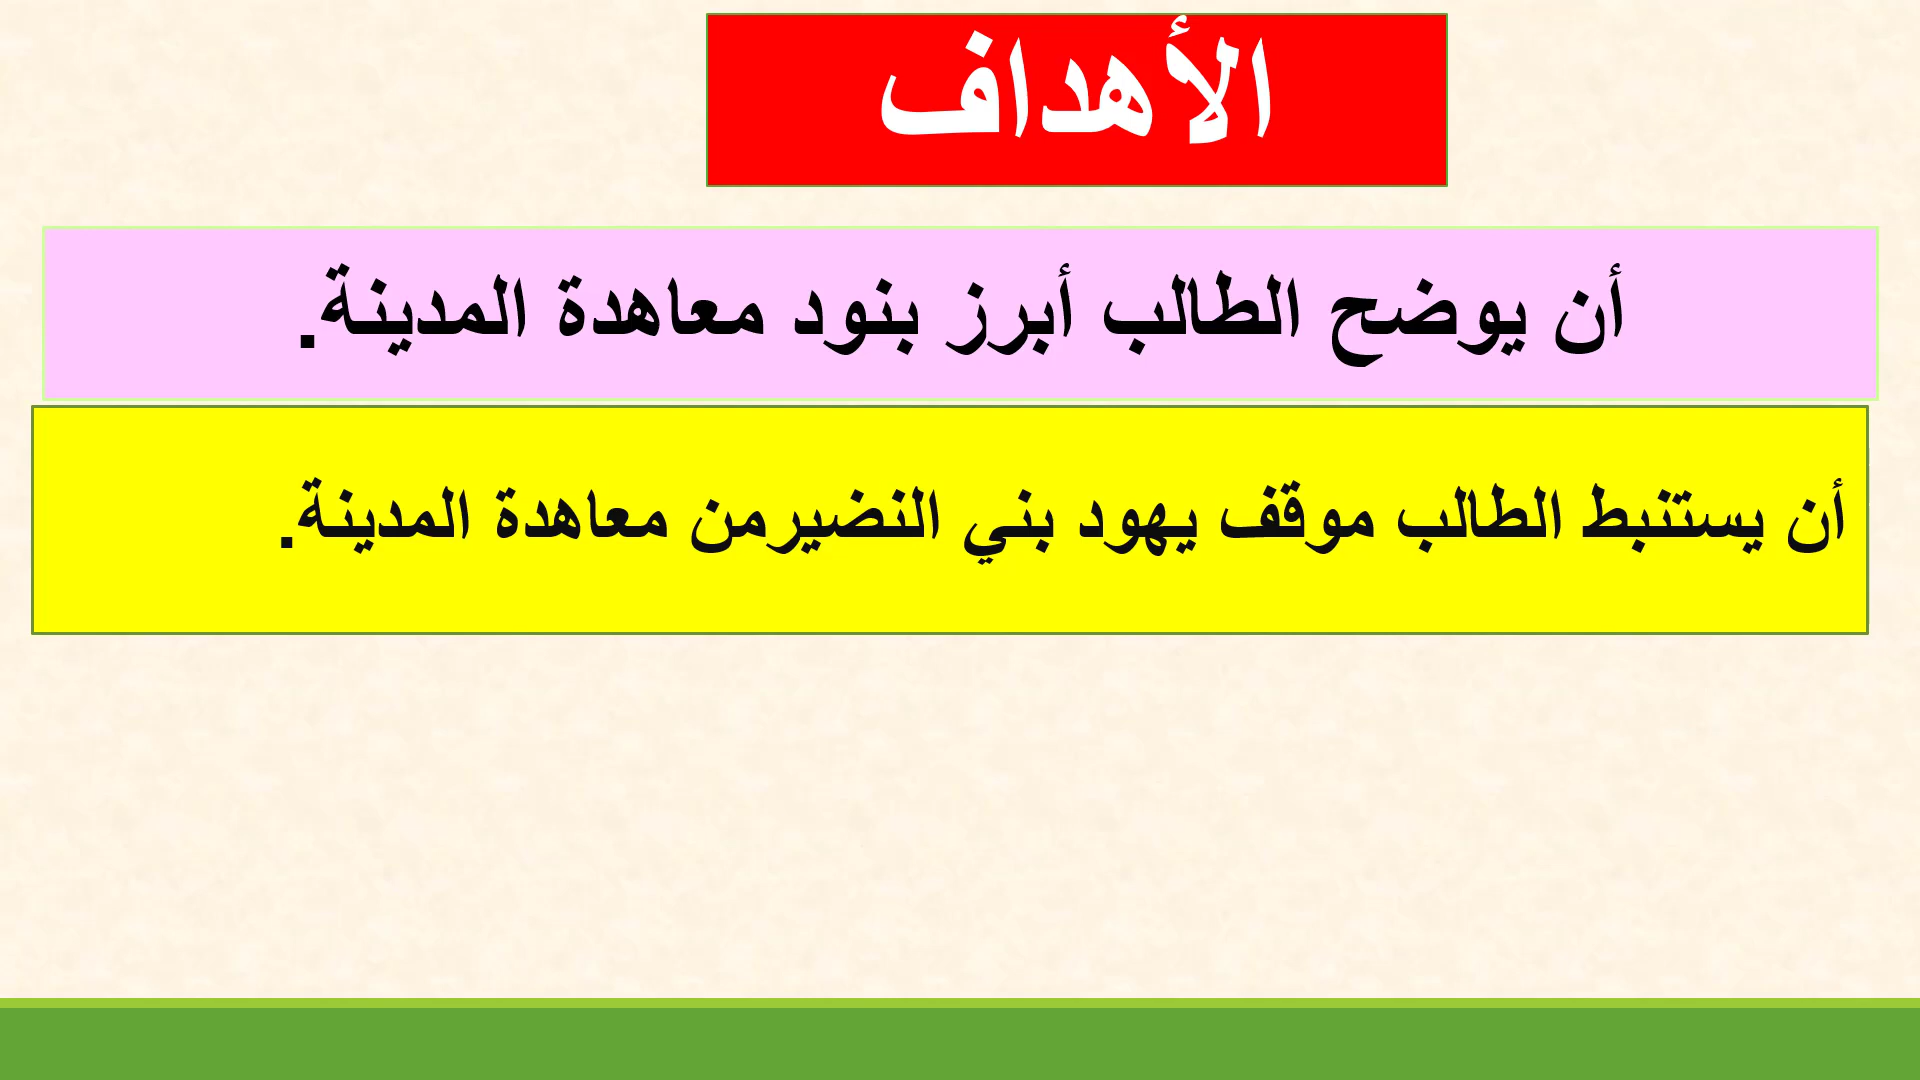 الأهداف
أن يوضح الطالب أبرز بنود معاهدة المدينة.
أن يستنبط الطالب موقف يهود بني النضيرمن معاهدة المدينة.